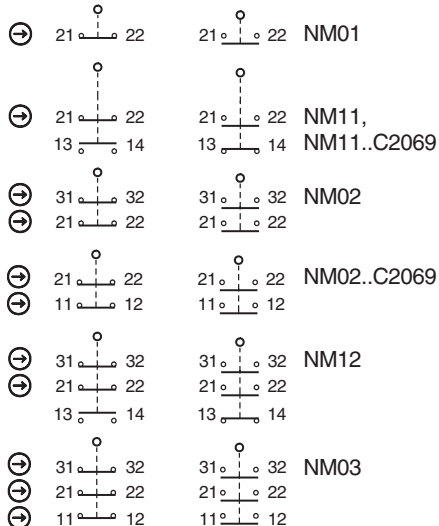 21 22 21 22 NM01
21 22 21 22 NM11,
13 14 13 14 NM11..C2069
31 32 31 32 NM02
21 22 21 22
21 22 21 22 NM02..C2069
11 12 11 12
31 32 31 32 NM12
21 22 21 22
13 14 13 14
31 32 31 32 NM03
21 22 21 22
11 12 11 12